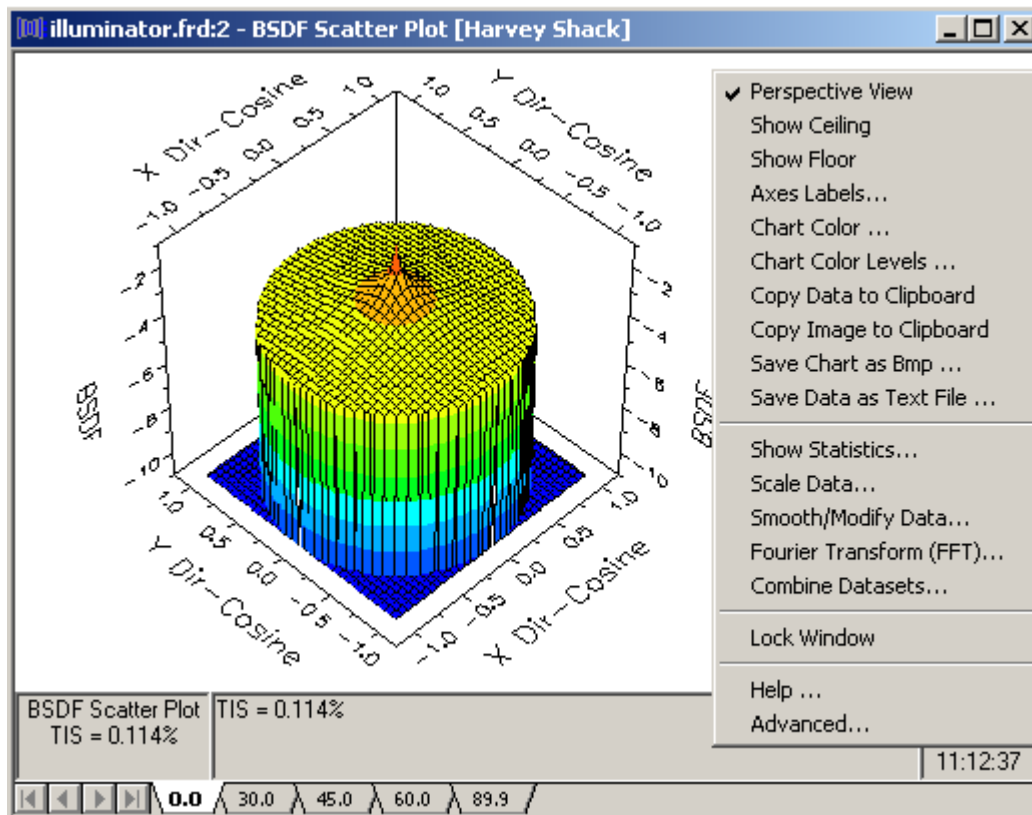 illuminator.frd:2 - BSDF Scatter Plot [Harvey Shack]
X Dir-Cosine
-1.0 -0.5 0.0 0.5 1.0
Y Dir-Cosine
1.0 0.5 0.0 -0.5 -1.0
BSDF
-2
-4
-6
-8
-10
BSDF
-2
-4
-6
-8
-10
1.0 0.5 0.0 -0.5 -1.0
Y Dir-Cosine
-1.0 -0.5 0.0 0.5 1.0
X Dir-Cosine
Perspective View
Show Ceiling
Show Floor
Axes Labels...
Chart Color ...
Chart Color Levels ...
Copy Data to Clipboard
Copy Image to Clipboard
Save Chart as Bmp ...
Save Data as Text File ...
Show Statistics...
Scale Data...
Smooth/Modify Data...
Fourier Transform (FFT)...
Combine Datasets...
Lock Window
Help ...
Advanced...
BSDF Scatter Plot
TIS = 0.114%
TIS = 0.114%
11:12:37
0.0 30.0 45.0 60.0 89.9